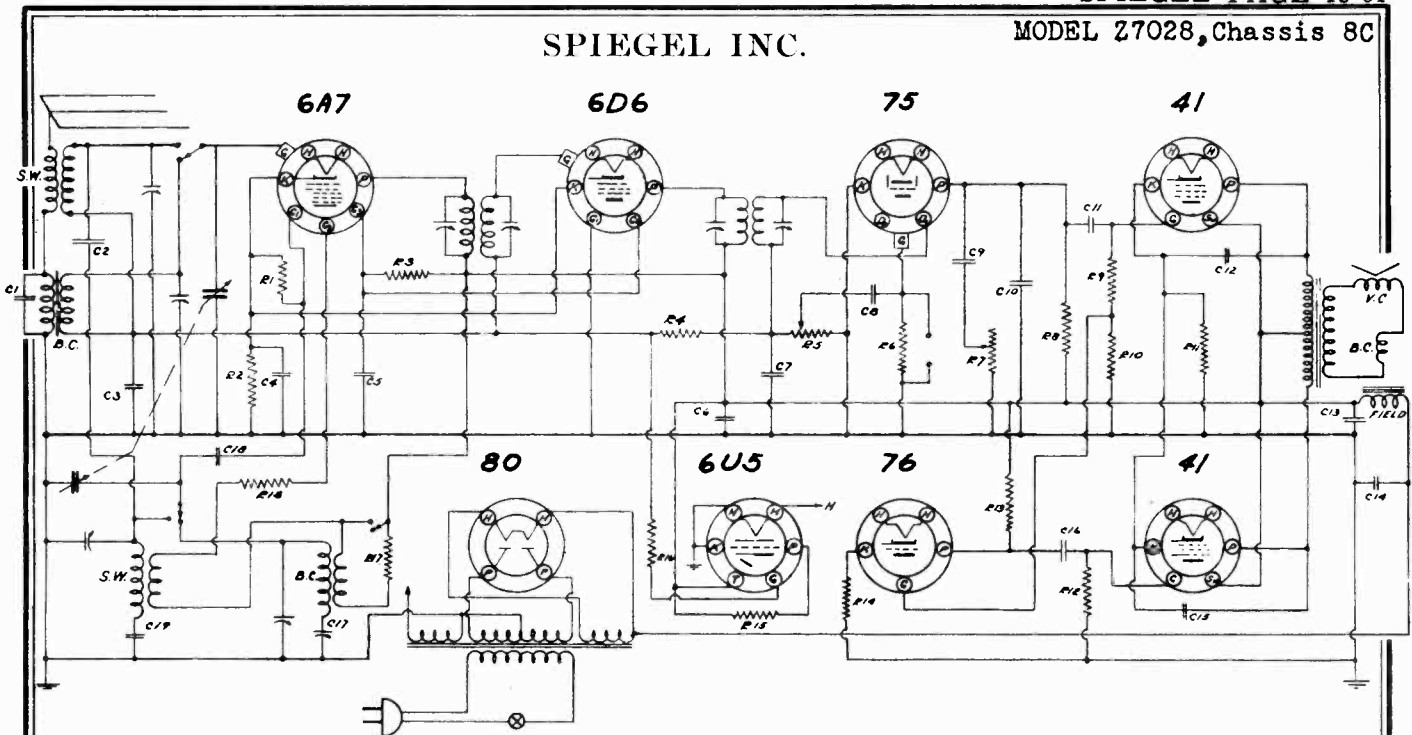 SPIEGEL INC.
MODEL Z7028, Chassis 8C
6A7
6D6
75
41
S.W.
B.C.
C1
C2
C3
R1
R2
C4
R3
C5
R4
C6
C7
R5
C8
R6
C9
R7
C10
R8
C11
R9
R10
C12
R11
V.C.
B.C.
C13
FIELD
C14
80
6U5
76
41
C18
R18
S.W.
C19
B.C.
C17
R17
R16
R15
R14
R13
C16
R12
C15
H
G
H
H
K
P
G
H
H
K
P
H
H
K
P
G
H
H
K
P
G
S
H
H
P
P
H
H
K
P
T
G
H
H
K
P
G
H
H
P
G
S